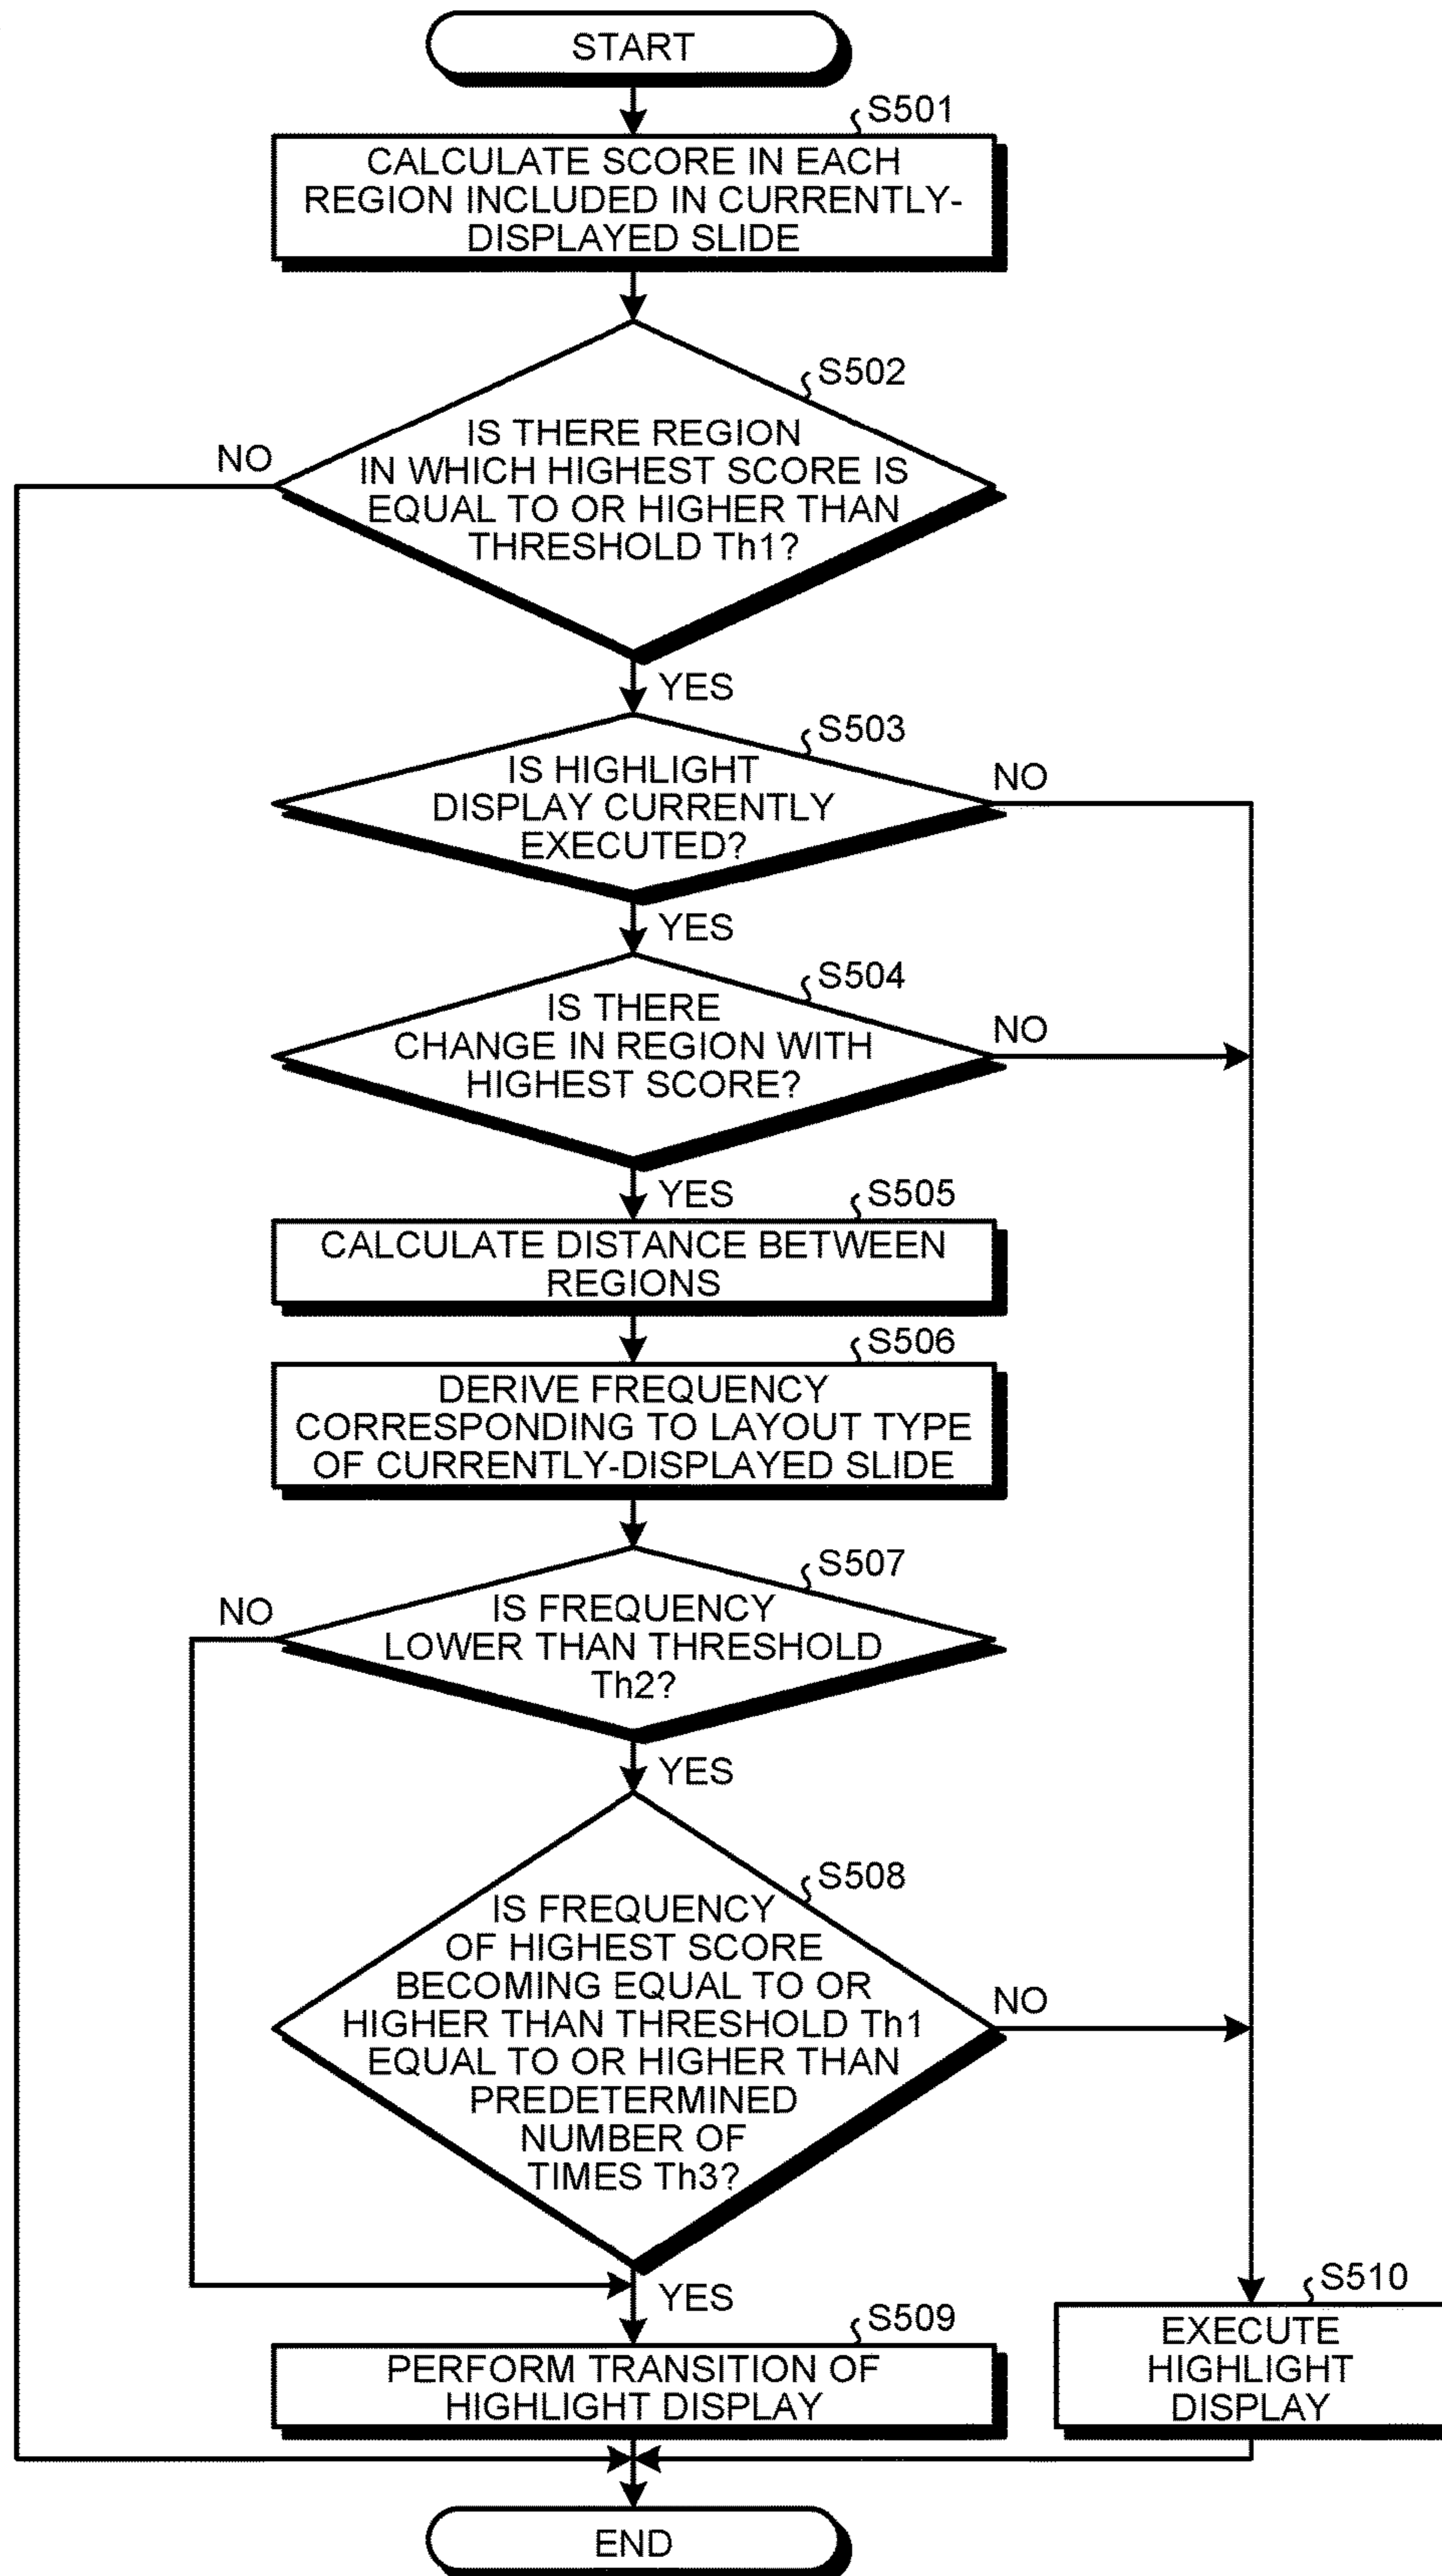 START
S501
CALCULATE SCORE IN EACH
REGION INCLUDED IN CURRENTLY-
DISPLAYED SLIDE
S502
IS THERE REGION
IN WHICH HIGHEST SCORE IS
EQUAL TO OR HIGHER THAN
THRESHOLD Th1?
NO
YES
S503
IS HIGHLIGHT
DISPLAY CURRENTLY
EXECUTED?
NO
YES
S504
IS THERE
CHANGE IN REGION WITH
HIGHEST SCORE?
NO
YES
S505
CALCULATE DISTANCE BETWEEN
REGIONS
S506
DERIVE FREQUENCY
CORRESPONDING TO LAYOUT TYPE
OF CURRENTLY-DISPLAYED SLIDE
S507
IS FREQUENCY
LOWER THAN THRESHOLD
Th2?
NO
YES
S508
IS FREQUENCY
OF HIGHEST SCORE
BECOMING EQUAL TO OR
HIGHER THAN THRESHOLD Th1
EQUAL TO OR HIGHER THAN
PREDETERMINED
NUMBER OF
TIMES Th3?
NO
YES
S509
PERFORM TRANSITION OF
HIGHLIGHT DISPLAY
S510
EXECUTE
HIGHLIGHT
DISPLAY
END